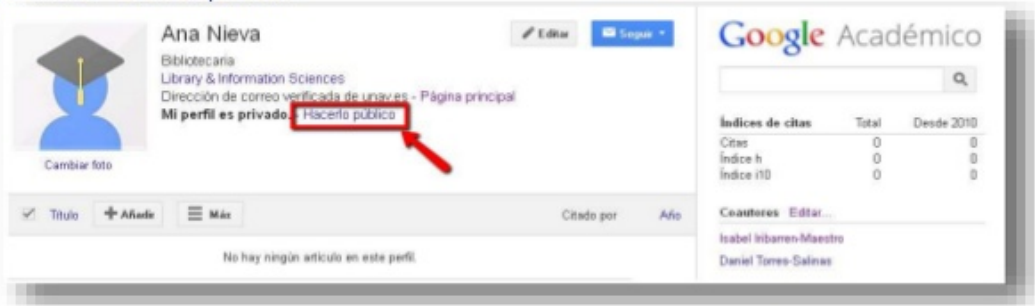 Ana Nieva
Editar
Seguir
Bibliotecaria
Library & Information Sciences
Dirección de correo verificada de unav.es - Página principal
Mi perfil es privado. - Hacerlo público
Cambiar foto
Título
Añadir
Más
Citado por
Año
No hay ningún artículo en este perfil.
Google Académico
Índices de citas Total Desde 2010
Citas 0 0
Índice h 0 0
Índice i10 0 0
Coautores Editar...
Isabel Iribarren-Maestro
Daniel Torres-Salinas